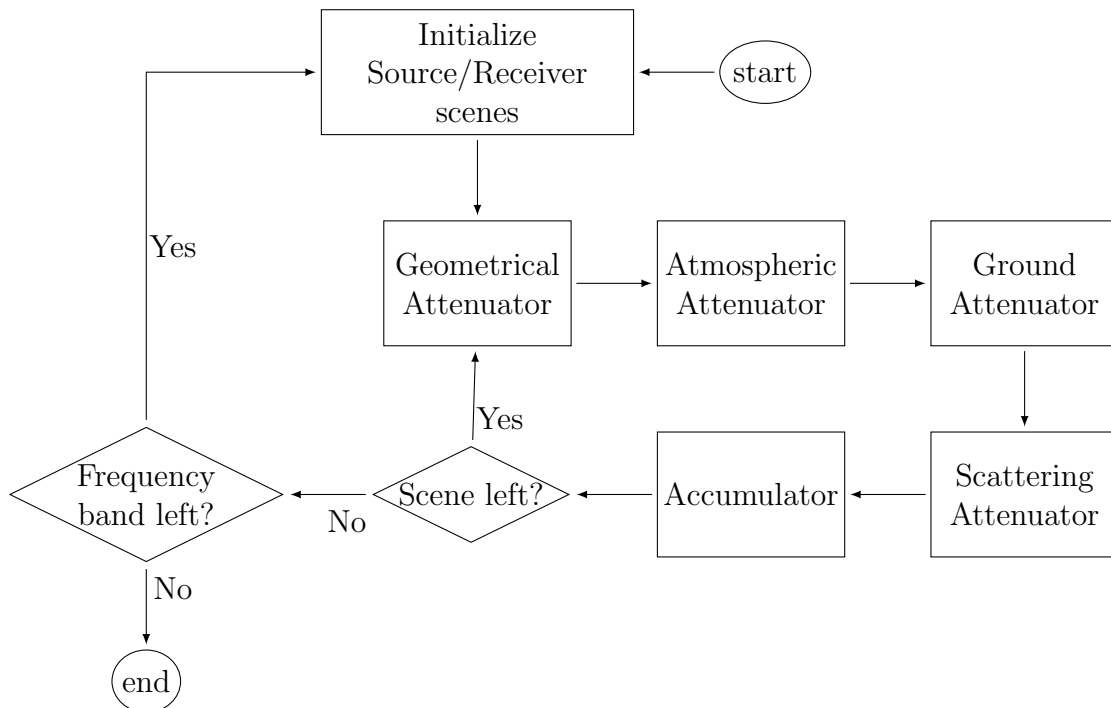 Initialize
Source/Receiver
scenes
start
Yes
Geometrical
Attenuator
Atmospheric
Attenuator
Ground
Attenuator
Yes
Frequency
band left?
No
Scene left?
Accumulator
Scattering
Attenuator
No
end